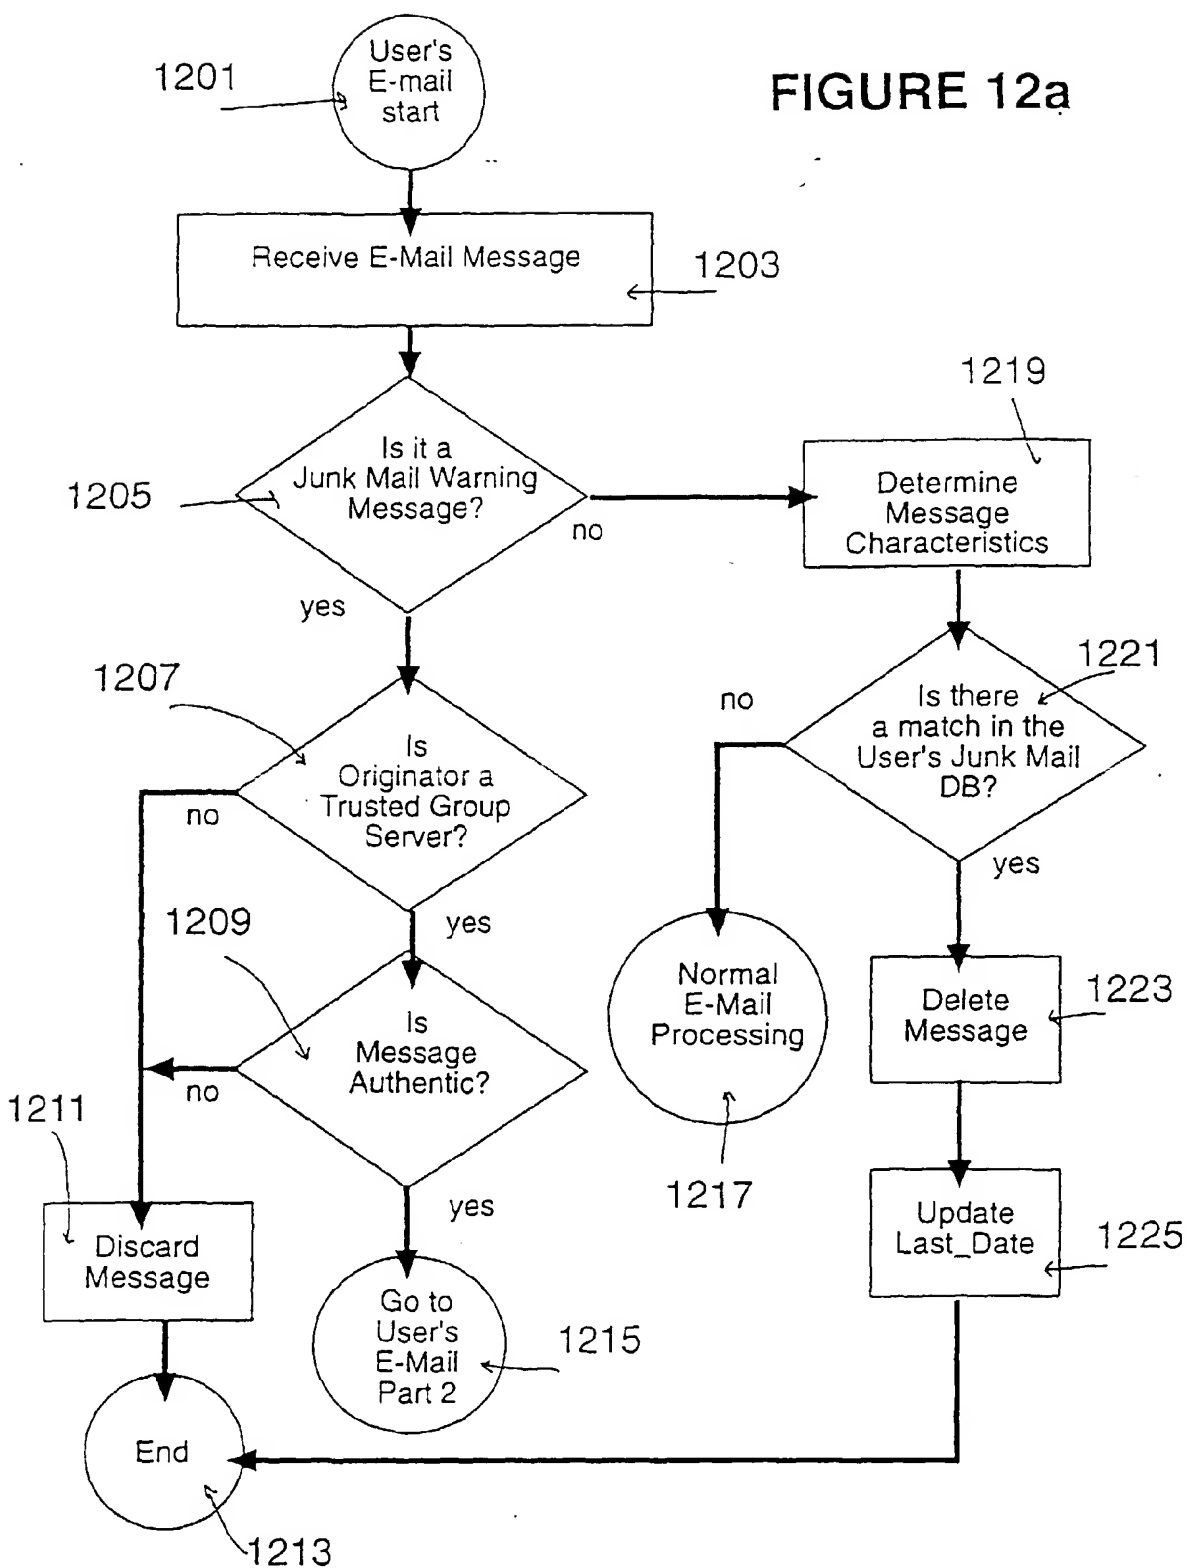 FIGURE 12a
1201
User's
E-mail
start
Receive E-Mail Message
1203
Is it a
Junk Mail Warning
Message?
1205
no
yes
1219
Determine
Message
Characteristics
1207
Is
Originator a
Trusted Group
Server?
no
yes
1221
Is there
a match in the
User's Junk Mail
DB?
no
yes
1209
Is
Message
Authentic?
no
yes
Normal
E-Mail
Processing
1217
Delete
Message
1223
1211
Discard
Message
Go to
User's
E-Mail
Part 2
1215
Update
Last_Date
1225
End
1213